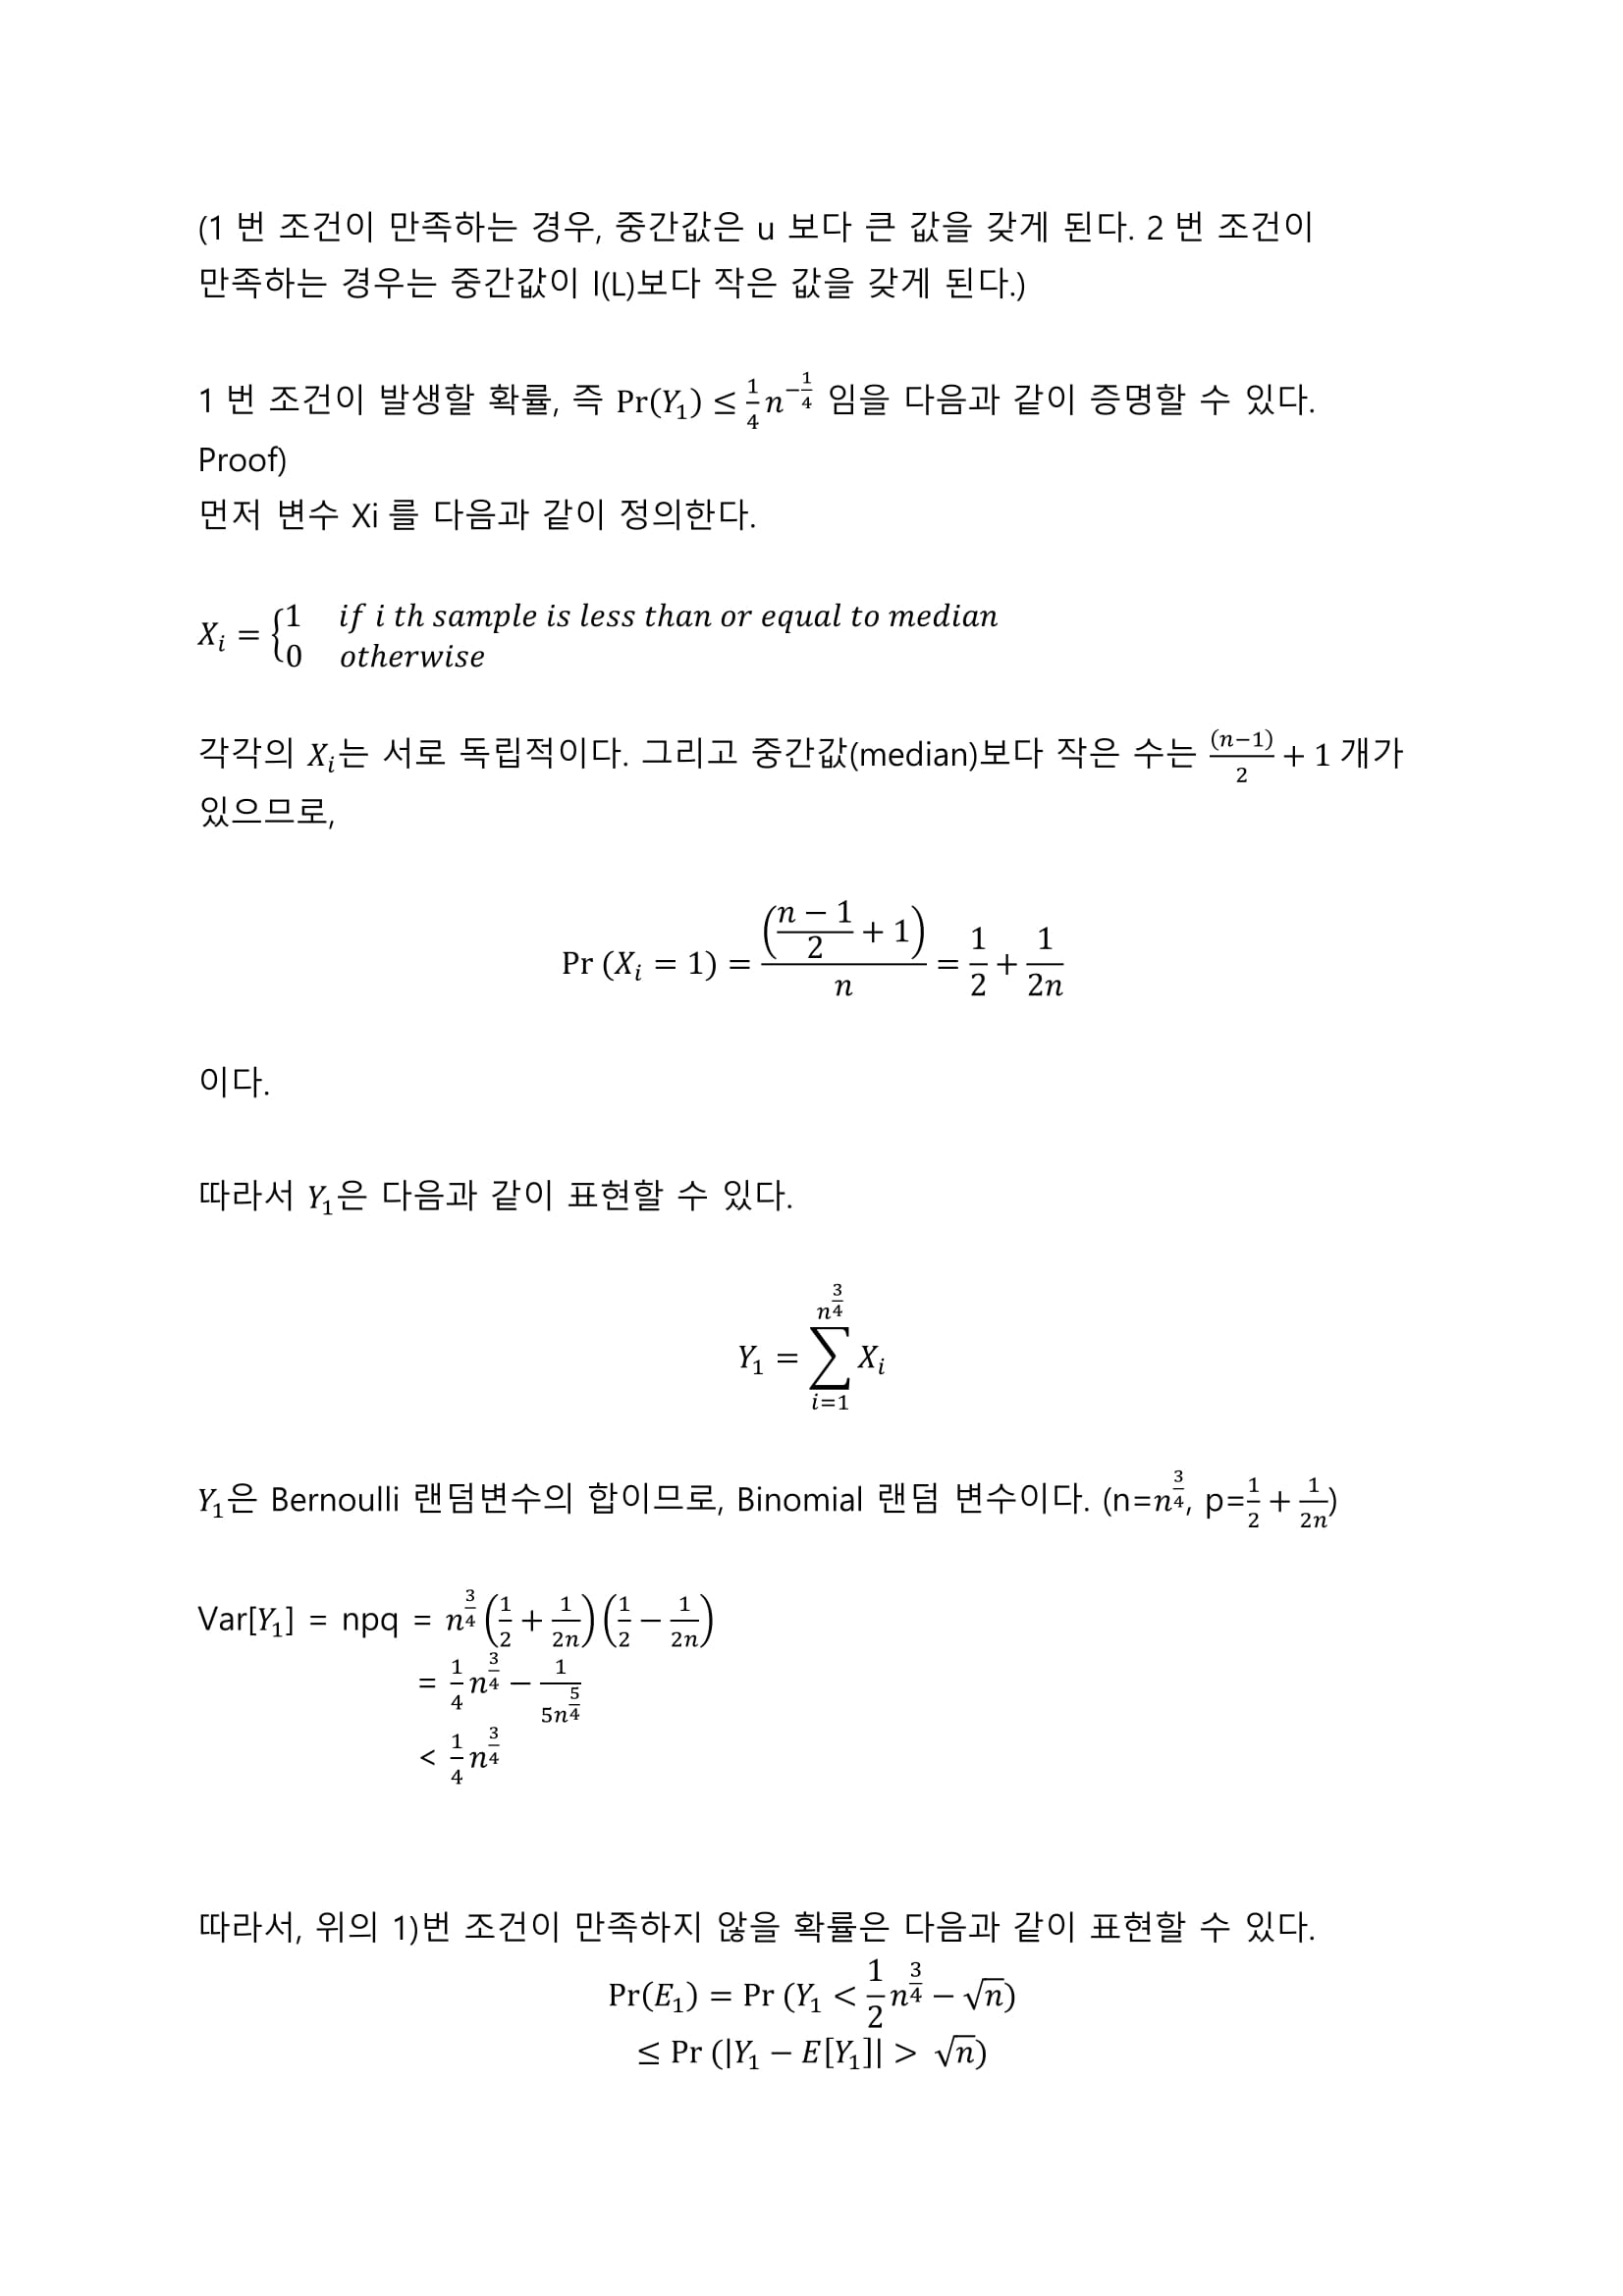 (1 번 조건이 만족하는 경우, 중간값은 u 보다 큰 값을 갖게 된다. 2 번 조건이
만족하는 경우는 중간값이 l(L)보다 작은 값을 갖게 된다.)
1 번 조건이 발생할 확률, 즉 $\Pr(Y_1) \leq \frac{1}{4}n^{-\frac{1}{4}}$ 임을 다음과 같이 증명할 수 있다.
Proof)
먼저 변수 Xi 를 다음과 같이 정의한다.
$X_i = \begin{cases} 1 & if\ i\ th\ sample\ is\ less\ than\ or\ equal\ to\ median \\ 0 & otherwise \end{cases}$
각각의 $X_i$는 서로 독립적이다. 그리고 중간값(median)보다 작은 수는 $\frac{(n-1)}{2} + 1$ 개가
있으므로,
$\Pr(X_i = 1) = \frac{\left(\frac{n-1}{2} + 1\right)}{n} = \frac{1}{2} + \frac{1}{2n}$
이다.
따라서 $Y_1$은 다음과 같이 표현할 수 있다.
$Y_1 = \sum_{i=1}^{n^{\frac{3}{4}}} X_i$
$Y_1$은 Bernoulli 랜덤변수의 합이므로, Binomial 랜덤 변수이다. (n=$n^{\frac{3}{4}}$, p=$\frac{1}{2} + \frac{1}{2n}$)
Var[$Y_1$] = npq = $n^{\frac{3}{4}}\left(\frac{1}{2} + \frac{1}{2n}\right)\left(\frac{1}{2} - \frac{1}{2n}\right)$
= $\frac{1}{4}n^{\frac{3}{4}} - \frac{1}{5n^{\frac{5}{4}}}$
< $\frac{1}{4}n^{\frac{3}{4}}$
따라서, 위의 1)번 조건이 만족하지 않을 확률은 다음과 같이 표현할 수 있다.
$\Pr(E_1) = \Pr(Y_1 < \frac{1}{2}n^{\frac{3}{4}} - \sqrt{n})$
$\leq \Pr(|Y_1 - E[Y_1]| > \sqrt{n})$